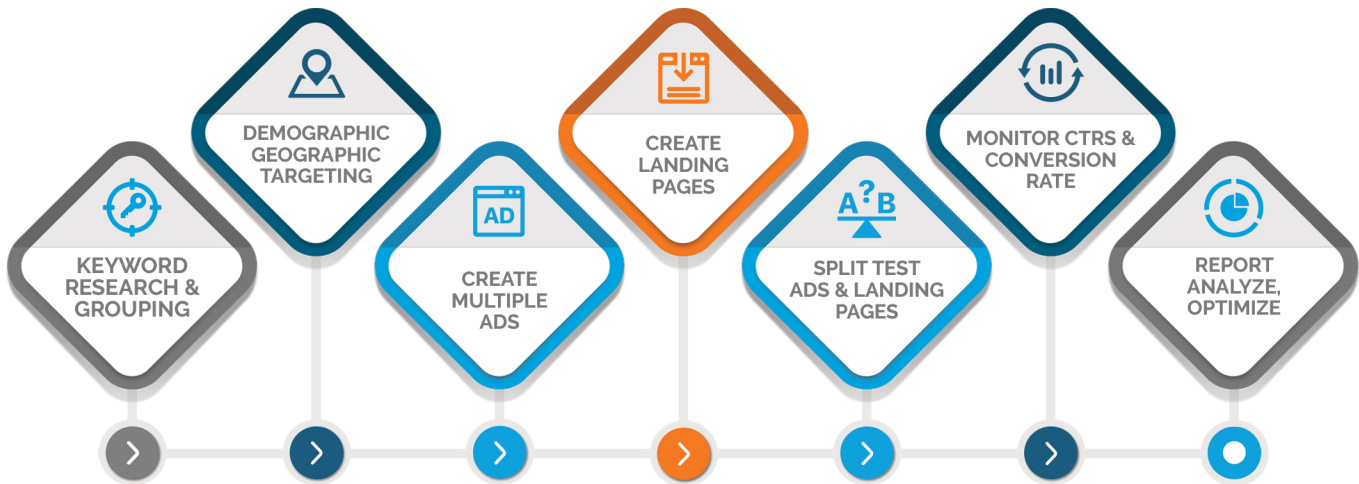 KEYWORD
RESEARCH &
GROUPING
DEMOGRAPHIC
GEOGRAPHIC
TARGETING
AD
CREATE
MULTIPLE
ADS
CREATE
LANDING
PAGES
A?B
SPLIT TEST
ADS & LANDING
PAGES
MONITOR CTRS &
CONVERSION
RATE
REPORT
ANALYZE,
OPTIMIZE